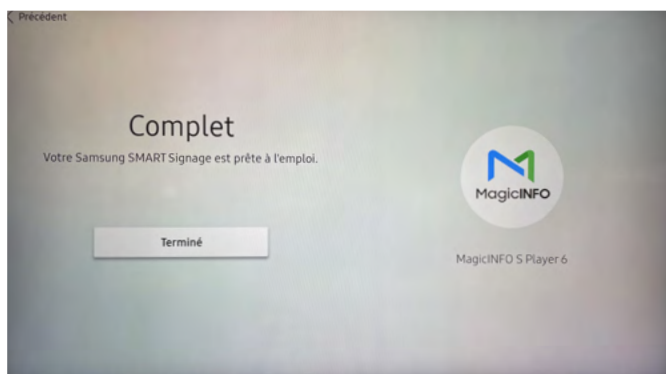 Précédent
Complet
Votre Samsung SMART Signage est prête à l'emploi.
Terminé
MagicINFO
MagicINFO S Player 6